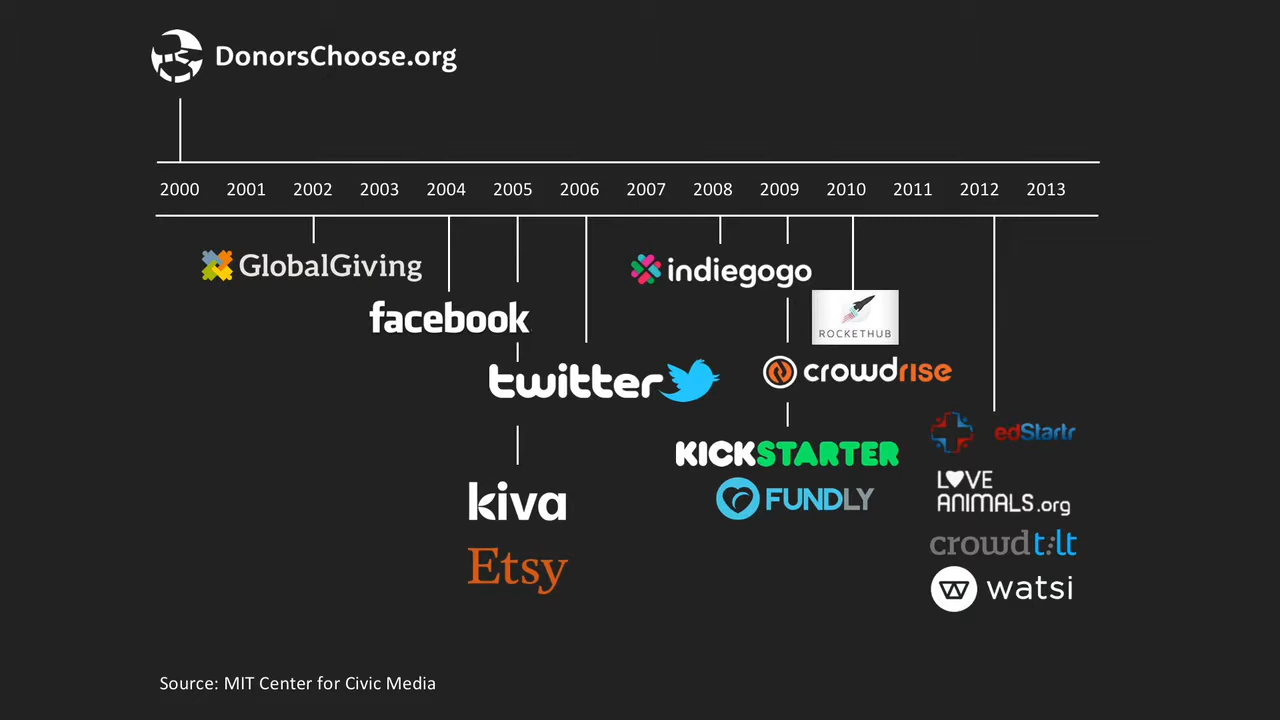 DonorsChoose.org
2000 2001 2002 2003 2004 2005 2006 2007 2008 2009 2010 2011 2012 2013
GlobalGiving
indiegogo
facebook
ROCKETHUB
twitter
crowdrise
edStartr
KICKSTARTER
LOVE
ANIMALS.org
kiva
FUNDLY
crowdtilt
Etsy
watsi
Source: MIT Center for Civic Media